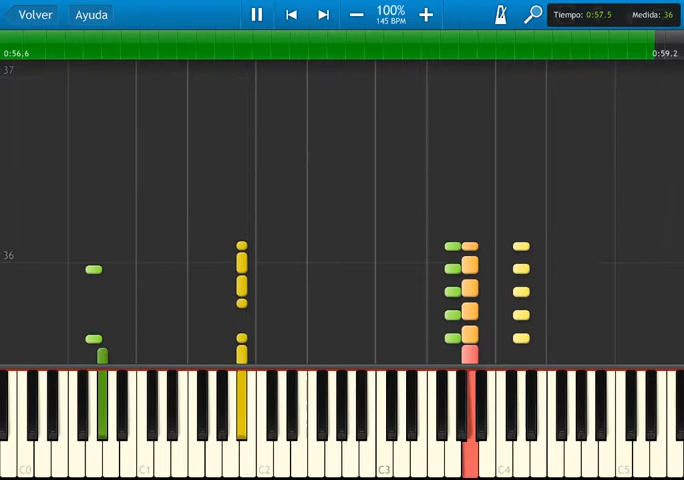 Volver
Ayuda
100%
145 BPM
Tiempo: 0:57.5
Medida: 36
0:56.6
0:59.2
37
36
C0
C1
C2
C3
C4
C5